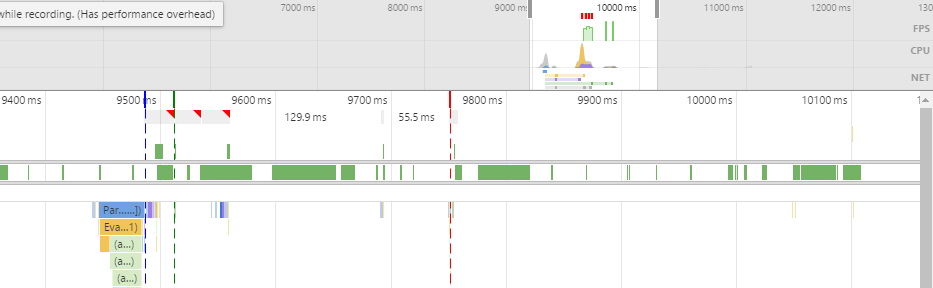 while recording. (Has performance overhead)
7000 ms 8000 ms 9000 ms 10000 ms 11000 ms 12000 ms 130
FPS
CPU
NET
9400 ms 9500 ms 9600 ms 9700 ms 9800 ms 9900 ms 10000 ms 10100 ms 1
129.9 ms 55.5 ms
Par...…])
Eva...1)
(a...)
(a...)
(a...)